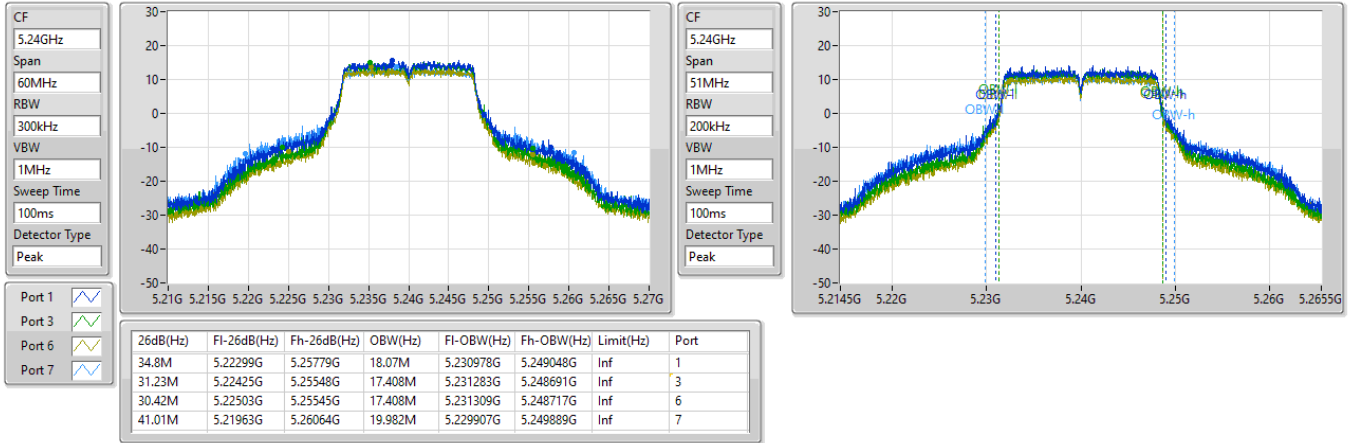 CF
5.24GHz
Span
60MHz
RBW
300kHz
VBW
1MHz
Sweep Time
100ms
Detector Type
Peak
30
20
10
0
-10
-20
-30
-40
-50
5.21G 5.215G 5.22G 5.225G 5.23G 5.235G 5.24G 5.245G 5.25G 5.255G 5.26G 5.265G 5.27G
CF
5.24GHz
Span
51MHz
RBW
200kHz
VBW
1MHz
Sweep Time
100ms
Detector Type
Peak
30
20
10
0
-10
-20
-30
-40
-50
OBW-l
OBW-h
OBW-h
5.2145G 5.22G 5.23G 5.24G 5.25G 5.26G 5.2655G
Port 1
Port 3
Port 6
Port 7
26dB(Hz) Fl-26dB(Hz) Fh-26dB(Hz) OBW(Hz) Fl-OBW(Hz) Fh-OBW(Hz) Limit(Hz) Port
34.8M 5.22299G 5.25779G 18.07M 5.230978G 5.249048G Inf 1
31.23M 5.22425G 5.25548G 17.408M 5.231283G 5.248691G Inf 3
30.42M 5.22503G 5.25545G 17.408M 5.231309G 5.248717G Inf 6
41.01M 5.21963G 5.26064G 19.982M 5.229907G 5.249889G Inf 7